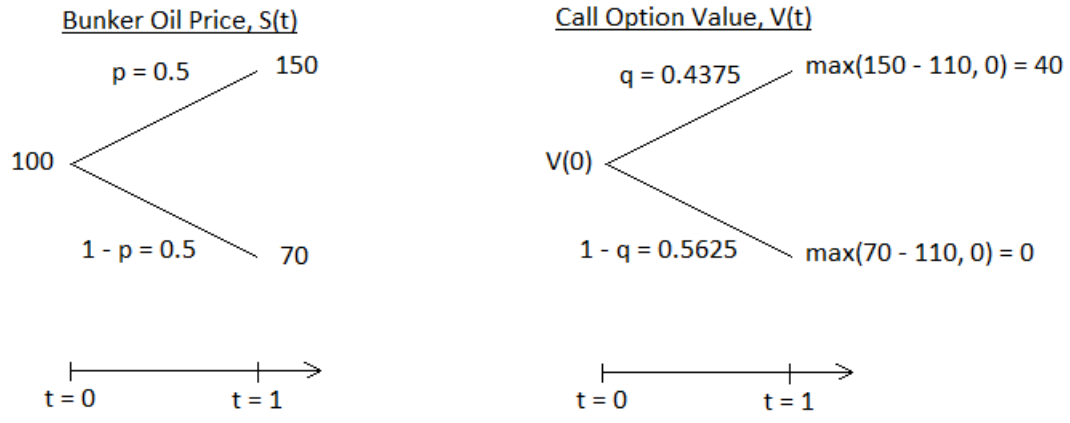 Bunker Oil Price, S(t)
p = 0.5
150
100
1 - p = 0.5
70
t = 0
t = 1
Call Option Value, V(t)
q = 0.4375
max(150 - 110, 0) = 40
V(0)
1 - q = 0.5625
max(70 - 110, 0) = 0
t = 0
t = 1